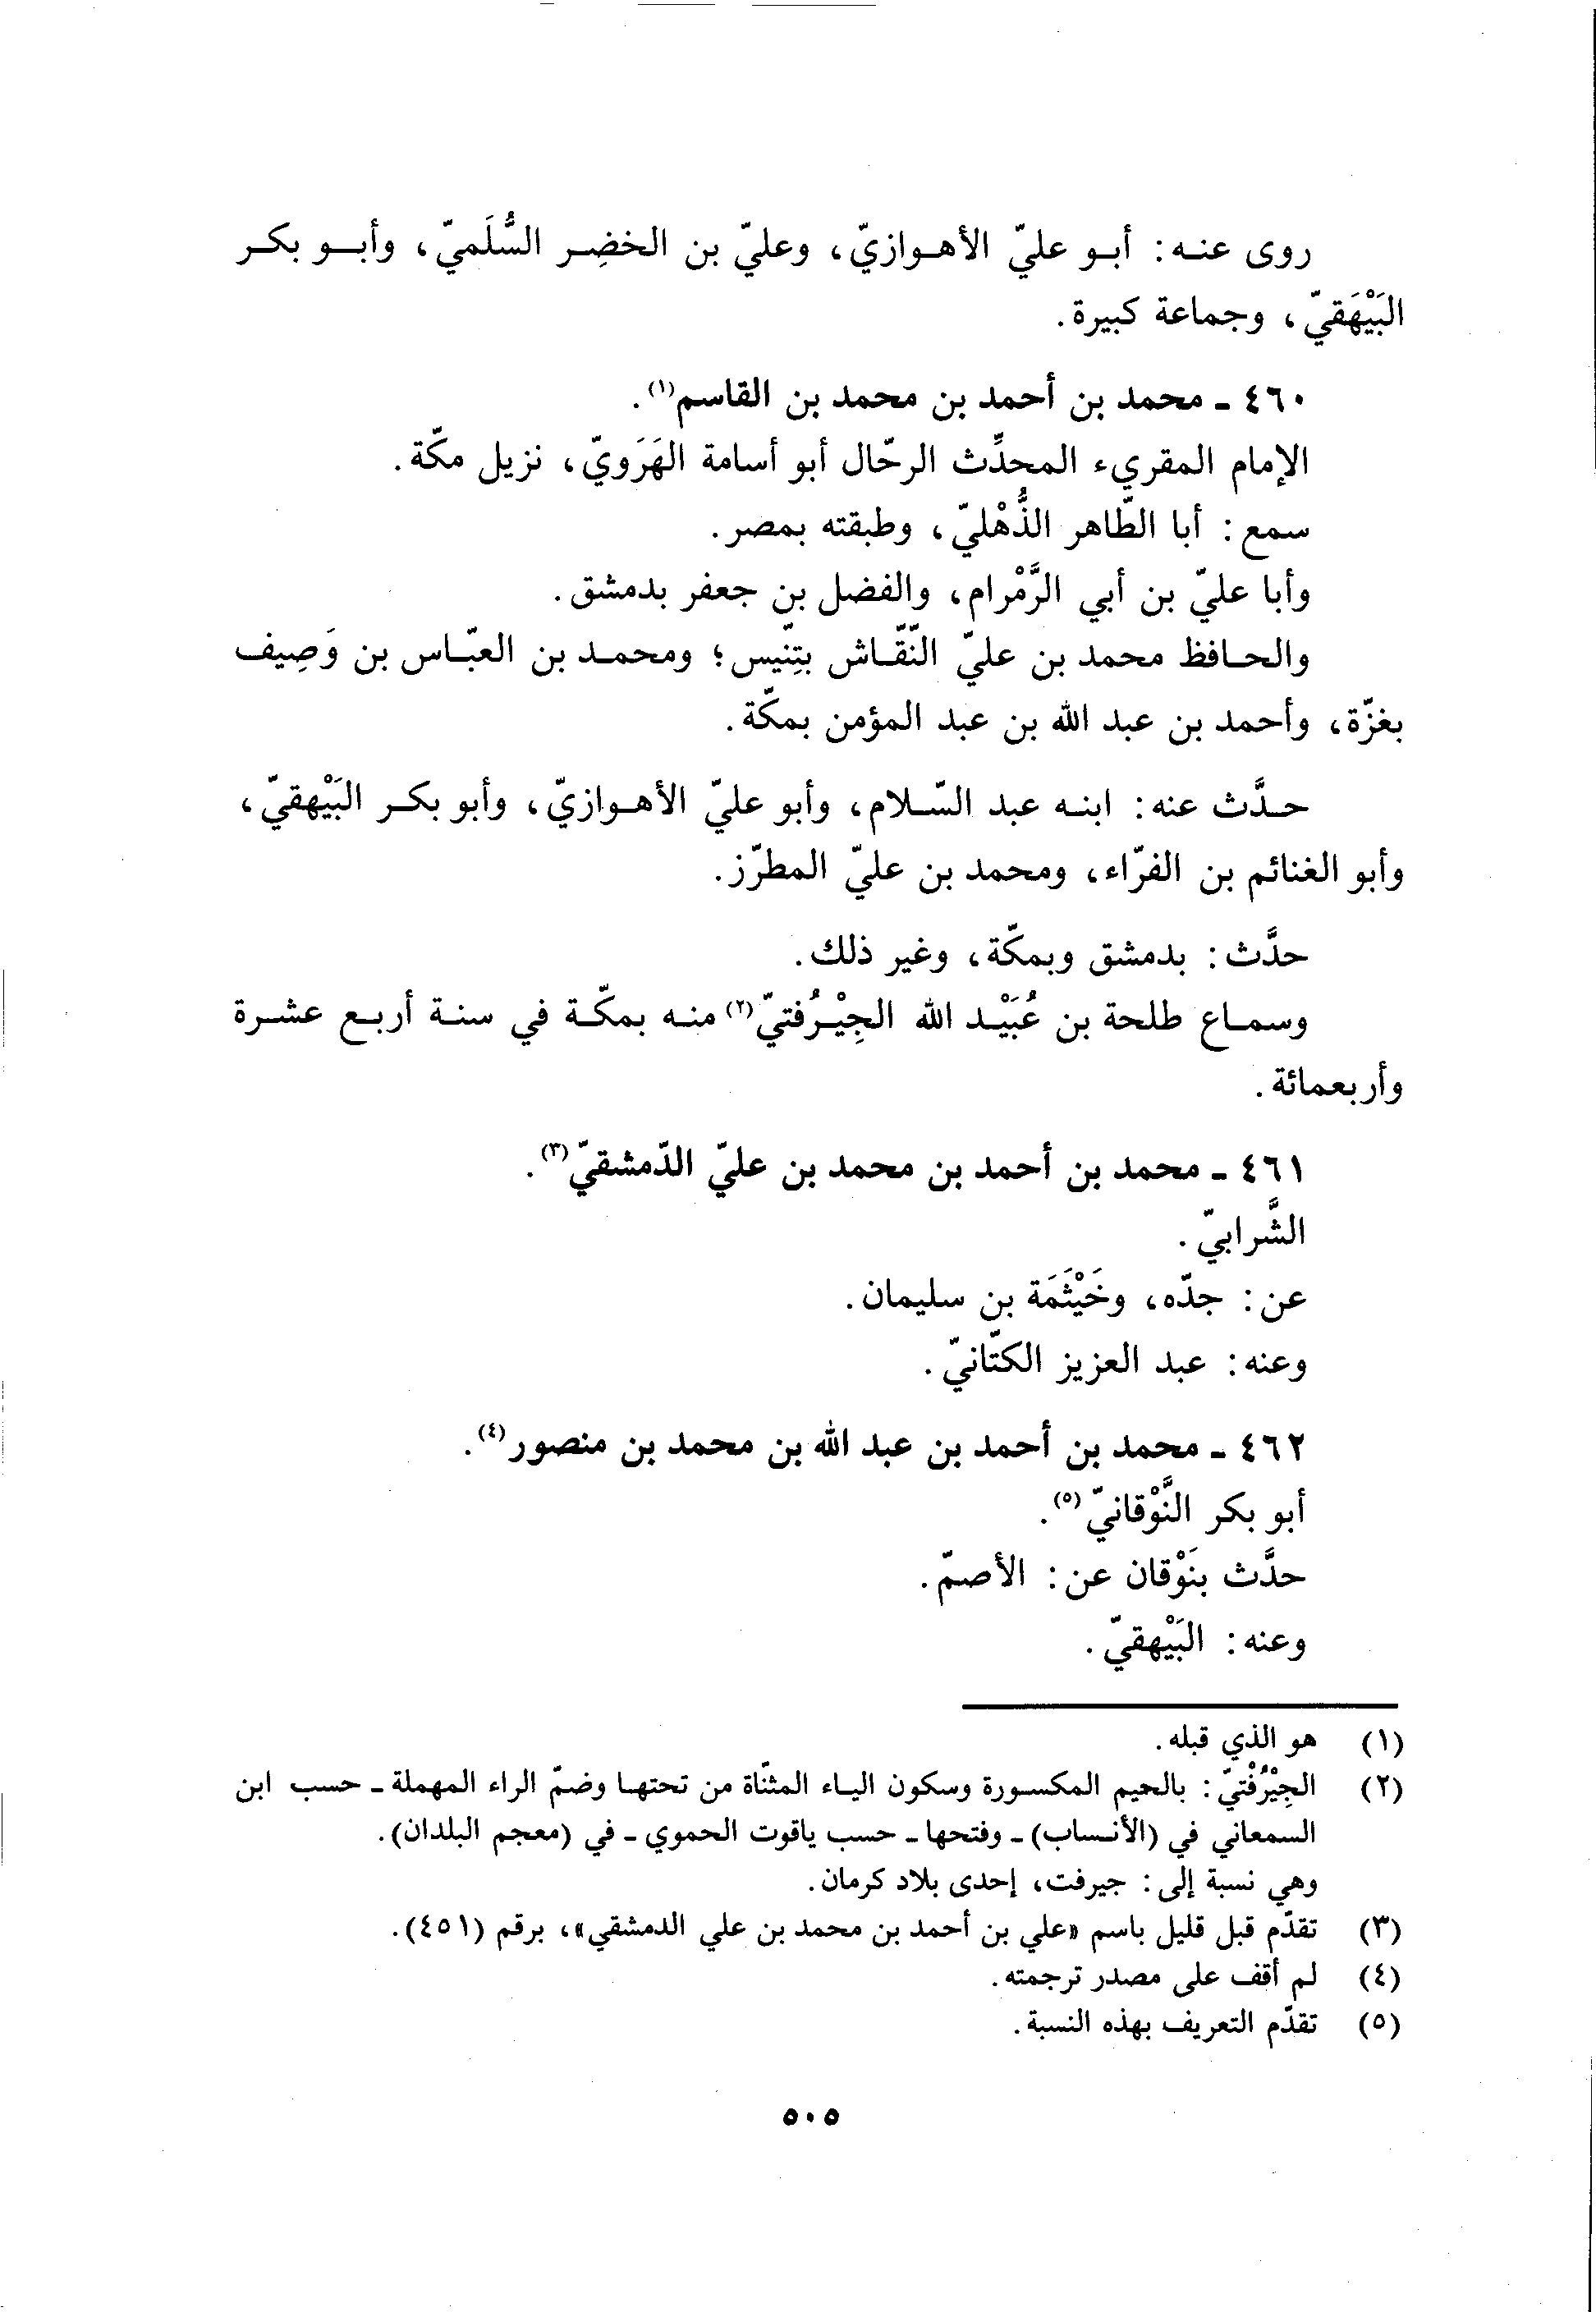 روى عنه: أبو عليّ الأهوازيّ، وعليّ بن الخضِر السُّلَميّ، وأبو بكر
البَيْهَقيّ، وجماعة كبيرة.
٤٦٠ ـ محمد بن أحمد بن محمد بن القاسم(١).
الإمام المقريء المحدِّث الرحّال أبو أسامة الهَرَويّ، نزيل مكّة.
سمع: أبا الطّاهر الذُّهْليّ، وطبقته بمصر.
وأبا عليّ بن أبي الرَّمْرام، والفضل بن جعفر بدمشق.
والحافظ محمد بن عليّ النّقّاش بتِنّيس؛ ومحمد بن العبّاس بن وَصِيف
بغزّة، وأحمد بن عبد الله بن عبد المؤمن بمكّة.
حدَّث عنه: ابنه عبد السّلام، وأبو عليّ الأهوازيّ، وأبو بكر البَيْهقيّ،
وأبو الغنائم بن الفرّاء، ومحمد بن عليّ المطرّز.
حدَّث: بدمشق وبمكّة، وغير ذلك.
وسماع طلحة بن عُبَيْد الله الجِيْرُفتيّ(٢) منه بمكّة في سنة أربع عشرة
وأربعمائة.
٤٦١ ـ محمد بن أحمد بن محمد بن عليّ الدّمشقيّ(٣).
الشَّرابيّ.
عن: جدّه، وخَيْثَمَة بن سليمان.
وعنه: عبد العزيز الكتّانيّ.
٤٦٢ ـ محمد بن أحمد بن عبد الله بن محمد بن منصور(٤).
أبو بكر النَّوْقانيّ(٥).
حدَّث بنَوْقان عن: الأصمّ.
وعنه: البَيْهقيّ.
(١) هو الذي قبله.
(٢) الجِيْرُفْتيّ: بالجيم المكسورة وسكون الياء المثنّاة من تحتها وضمّ الراء المهملة ـ حسب ابن
السمعاني في (الأنساب) ـ وفتحها ـ حسب ياقوت الحموي ـ في (معجم البلدان).
وهي نسبة إلى: جيرفت، إحدى بلاد كرمان.
(٣) تقدّم قبل قليل باسم «علي بن أحمد بن محمد بن علي الدمشقي»، برقم (٤٥١).
(٤) لم أقف على مصدر ترجمته.
(٥) تقدّم التعريف بهذه النسبة.
٥٠٥